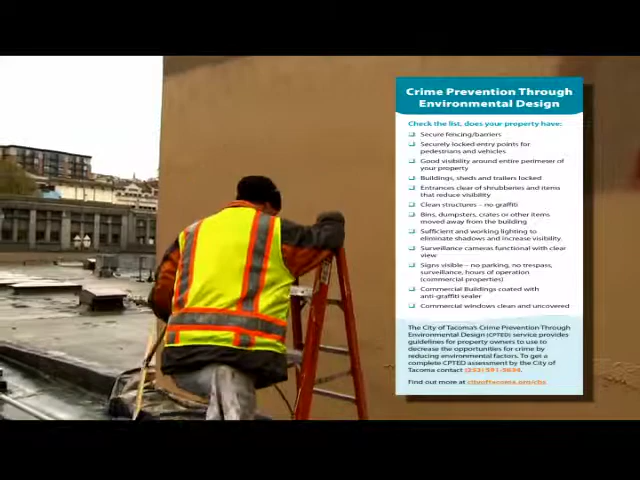 Crime Prevention Through
Environmental Design
Check the list, does your property have:
Secure fencing/barriers
Securely locked entry points for
pedestrians and vehicles
Good visibility around entire perimeter of
your property
Buildings, sheds and trailers locked
Entrances clear of shrubberies and items
that reduce visibility
Clean structures – no graffiti
Bins, dumpsters, crates or other items
moved away from the building
Sufficient and working lighting to
eliminate shadows and increase visibility
Surveillance cameras functional with clear
view
Signs visible – no parking, no trespass,
surveillance, hours of operation
(commercial properties)
Commercial Buildings coated with
anti-graffiti sealer
Commercial windows clean and uncovered
The City of Tacoma's Crime Prevention Through
Environmental Design (CPTED) service provides
guidelines for property owners to use to
decrease the opportunities for crime by
reducing environmental factors. To get a
complete CPTED assessment by the City of
Tacoma contact (253) 591-5634.
Find out more at cityoftacoma.org/cbs